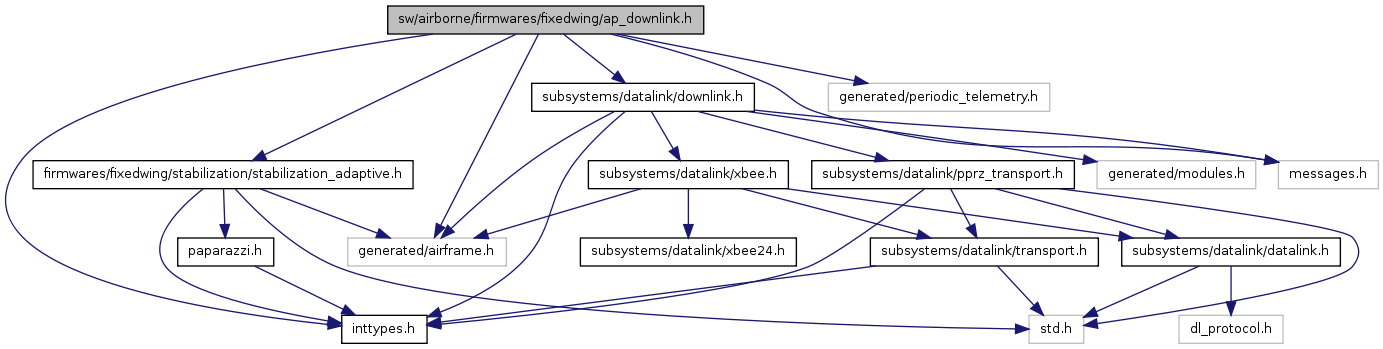 sw/airborne/firmwares/fixedwing/ap_downlink.h
subsystems/datalink/downlink.h
generated/periodic_telemetry.h
firmwares/fixedwing/stabilization/stabilization_adaptive.h
subsystems/datalink/xbee.h
subsystems/datalink/pprz_transport.h
generated/modules.h
messages.h
paparazzi.h
generated/airframe.h
subsystems/datalink/xbee24.h
subsystems/datalink/transport.h
subsystems/datalink/datalink.h
inttypes.h
std.h
dl_protocol.h